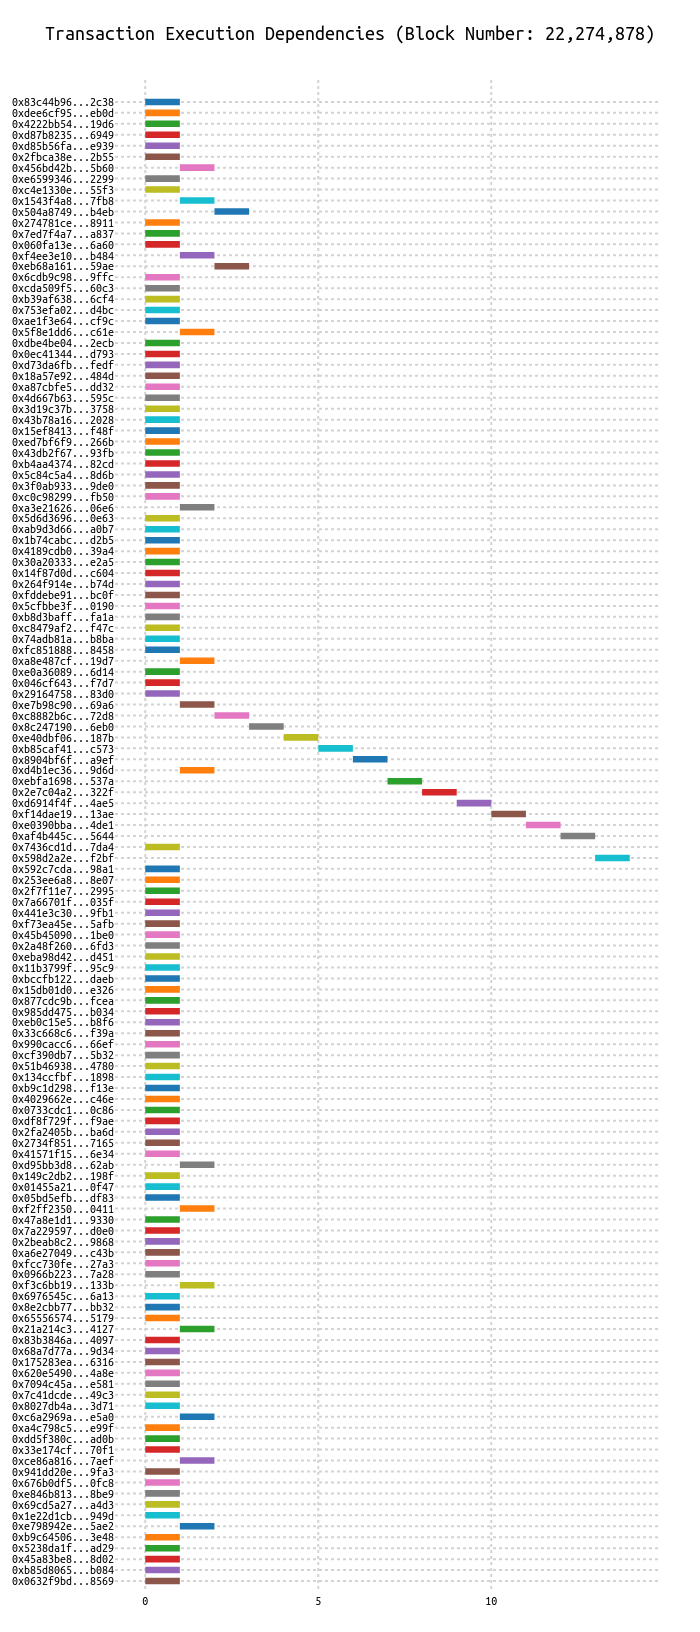 Transaction Execution Dependencies (Block Number: 22,274,878)
0x83c44b96...2c38
0xdee6cf95...eb0d
0x4222bb54...19d6
0xd87b8235...6949
0xd85b56fa...e939
0x2fbca38e...2b55
0x456bd42b...5b60
0xe6599346...2299
0xc4e1330e...55f3
0x1543f4a8...7fb8
0x504a8749...b4eb
0x274781ce...8911
0x7ed7f4a7...a837
0x060fa13e...6a60
0xf4ee3e10...b484
0xeb68a161...59ae
0x6cdb9c98...9ffc
0xcda509f5...60c3
0xb39af638...6cf4
0x753efa02...d4bc
0xae1f3e64...cf9c
0x5f8e1dd6...c61e
0xdbe4be04...2ecb
0x0ec41344...d793
0xd73da6fb...fedf
0x18a57e92...484d
0xa87cbfe5...dd32
0x4d667b63...595c
0x3d19c37b...3758
0x43b78a16...2028
0x15ef8413...f48f
0xed7bf6f9...266b
0x43db2f67...93fb
0xb4aa4374...82cd
0x5c84c5a4...8d6b
0x3f0ab933...9de0
0xc0c98299...fb50
0xa3e21626...06e6
0x5d6d3696...0e63
0xab9d3d66...a0b7
0x1b74cabc...d2b5
0x4189cdb0...39a4
0x30a20333...e2a5
0x14f87d0d...c604
0x264f914e...b74d
0xfddebe91...bc0f
0x5cfbbe3f...0190
0xb8d3baff...fa1a
0xc8479af2...f47c
0x74adb81a...b8ba
0xfc851888...8458
0xa8e487cf...19d7
0xe0a36089...6d14
0x046cf643...f7d7
0x29164758...83d0
0xe7b98c90...69a6
0xc8882b6c...72d8
0x8c247190...6eb0
0xe40dbf06...187b
0xb85caf41...c573
0x8904bf6f...a9ef
0xd4b1ec36...9d6d
0xebfa1698...537a
0x2e7c04a2...322f
0xd6914f4f...4ae5
0xf14dae19...13ae
0xe0390bba...4de1
0xaf4b445c...5644
0x7436cd1d...7da4
0x598d2a2e...f2bf
0x592c7cda...98a1
0x253ee6a8...8e07
0x2f7f11e7...2995
0x7a66701f...035f
0x441e3c30...9fb1
0xf73ea45e...5afb
0x45b45090...1be0
0x2a48f260...6fd3
0xeba98d42...d451
0x11b3799f...95c9
0xbccfb122...daeb
0x15db01d0...e326
0x877cdc9b...fcea
0x985dd475...b034
0xeb0c15e5...b8f6
0x33c668c6...f39a
0x990cacc6...66ef
0xcf390db7...5b32
0x51b46938...4780
0x134ccfbf...1898
0xb9c1d298...f13e
0x4029662e...c46e
0x0733cdc1...0c86
0xdf8f729f...f9ae
0x2fa2405b...ba6d
0x2734f851...7165
0x41571f15...6e34
0xd95bb3d8...62ab
0x149c2db2...198f
0x01455a21...0f47
0x05bd5efb...df83
0xf2ff2350...0411
0x47a8e1d1...9330
0x7a229597...d0e0
0x2beab8c2...9868
0xa6e27049...c43b
0xfcc730fe...27a3
0x0966b223...7a28
0xf3c6bb19...133b
0x6976545c...6a13
0x8e2cbb77...bb32
0x65556574...5179
0x21a214c3...4127
0x83b3846a...4097
0x68a7d77a...9d34
0x175283ea...6316
0x620e5490...4a8e
0x7094c45a...e581
0x7c41dcde...49c3
0x8027db4a...3d71
0xc6a2969a...e5a0
0xa4c798c5...e99f
0xdd5f380c...ad0b
0x33e174cf...70f1
0xce86a816...7aef
0x941dd20e...9fa3
0x676b0df5...0fc8
0xe846b813...8be9
0x69cd5a27...a4d3
0x1e22d1cb...949d
0xe798942e...5ae2
0xb9c64506...3e48
0x5238da1f...ad29
0x45a83be8...8d02
0xb85d8065...b084
0x0632f9bd...8569
0 5 10